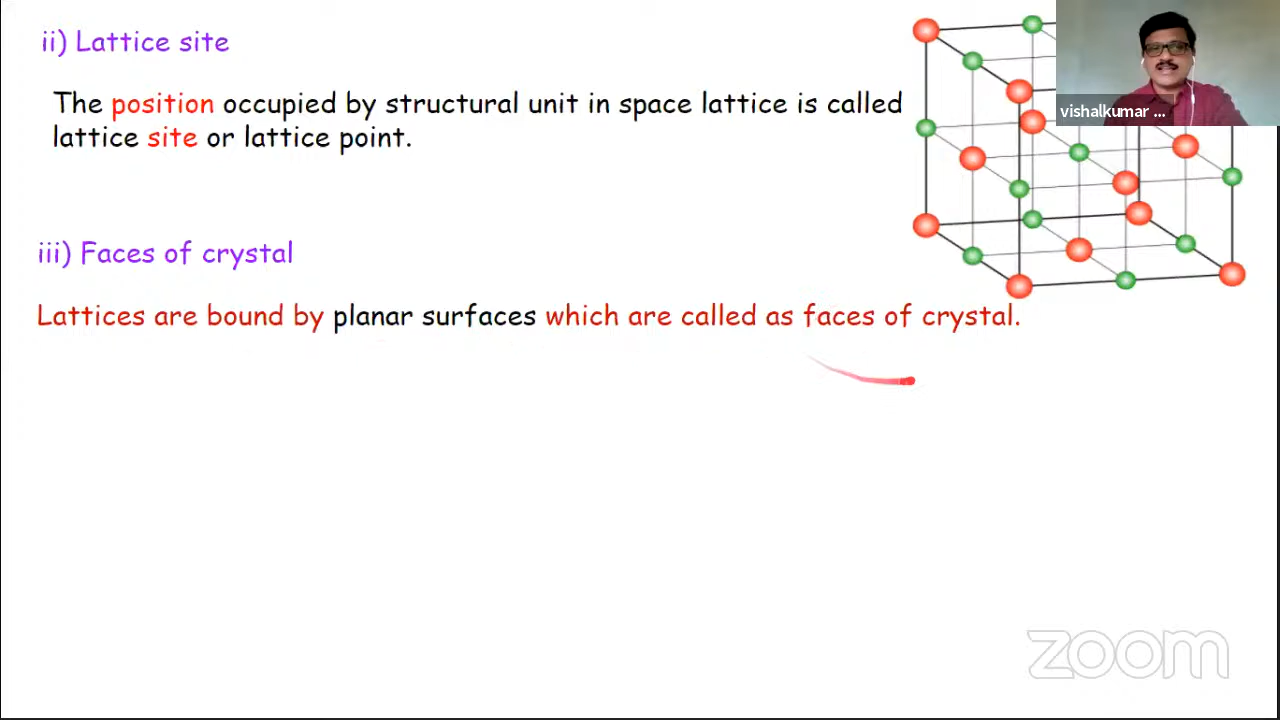 ii) Lattice site
The position occupied by structural unit in space lattice is called
lattice site or lattice point.
vishalkumar ...
iii) Faces of crystal
Lattices are bound by planar surfaces which are called as faces of crystal.
zoom